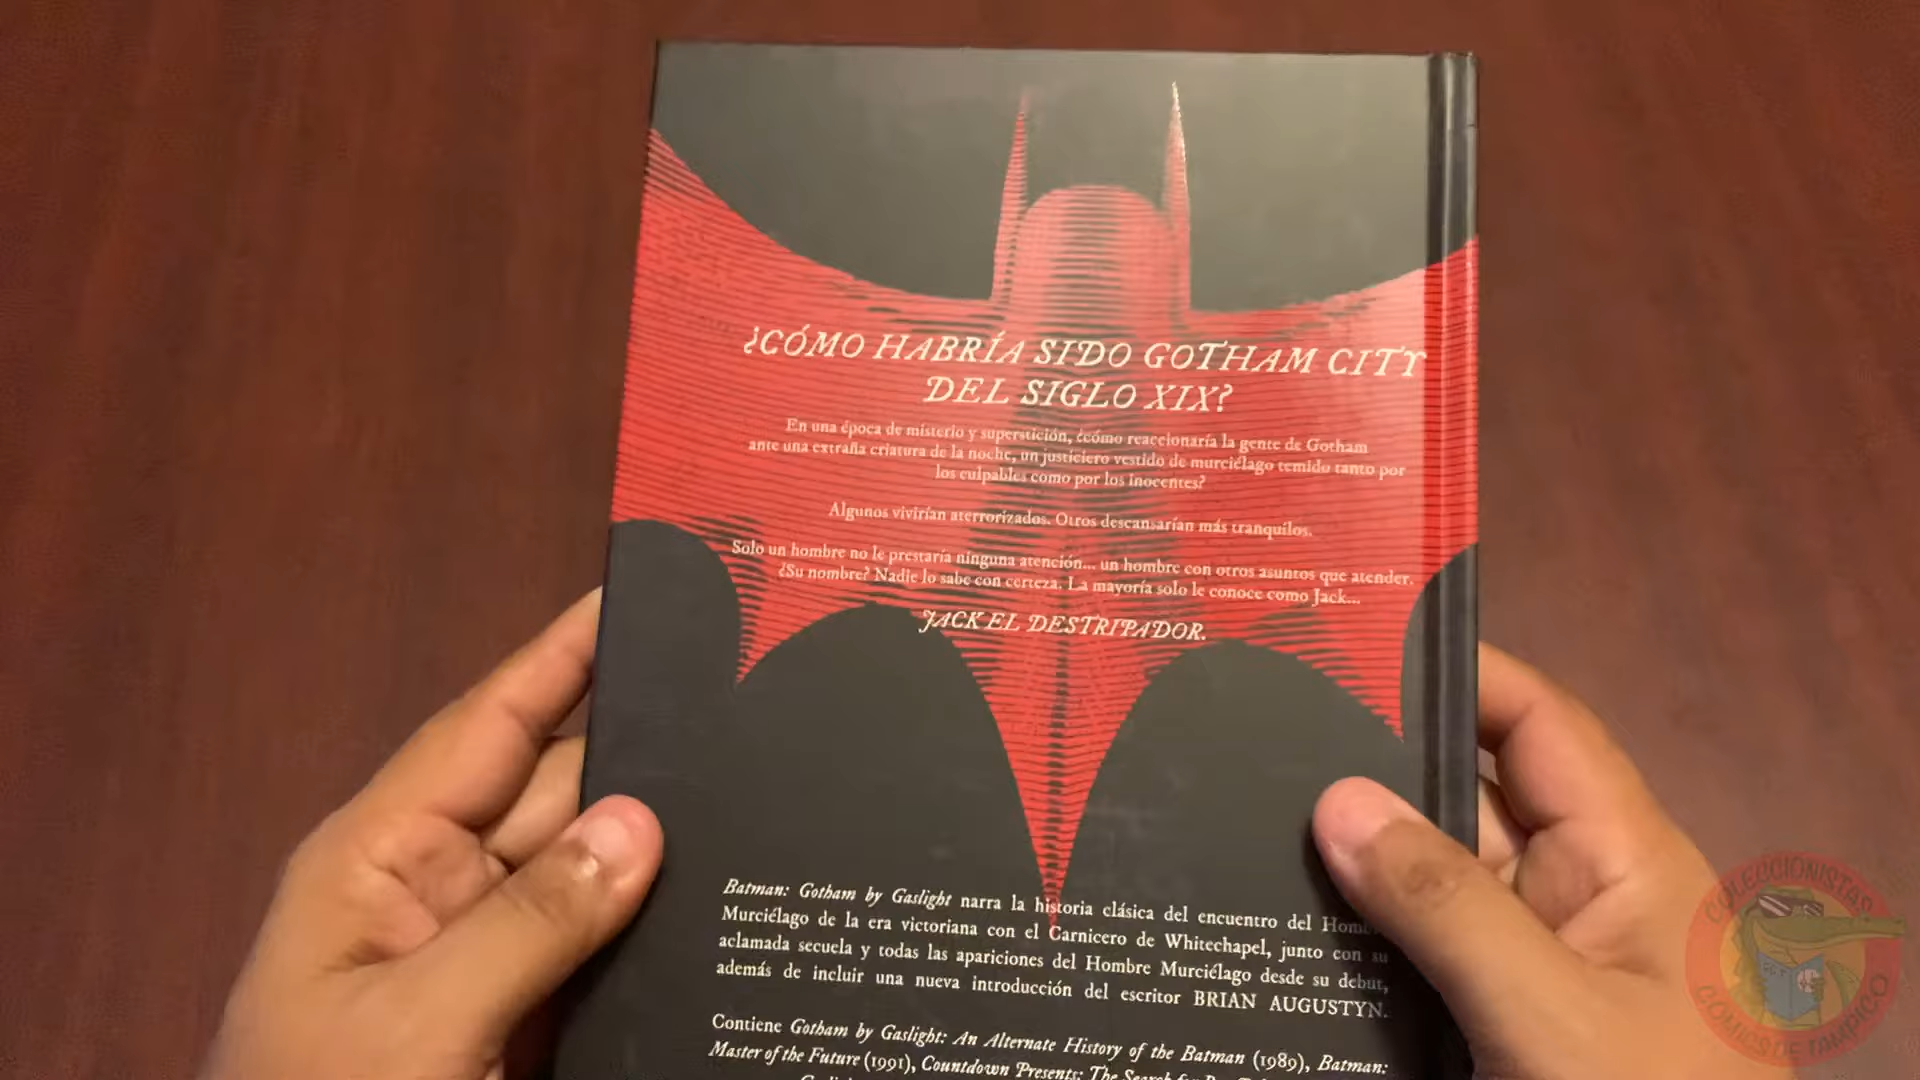 ¿CÓMO HABRÍA SIDO GOTHAM CITY
DEL SIGLO XIX?
En una época de misterio y superstición, ¿cómo reaccionaría la gente de Gotham
ante una extraña criatura de la noche, un justiciero vestido de murciélago temido tanto por
los culpables como por los inocentes?
Algunos vivirían aterrorizados. Otros descansarían más tranquilos.
Solo un hombre no le prestaría ninguna atención... un hombre con otros asuntos que atender.
¿Su nombre? Nadie lo sabe con certeza. La mayoría solo le conoce como Jack...
JACK EL DESTRIPADOR.
Batman: Gotham by Gaslight narra la historia clásica del encuentro del
Murciélago de la era victoriana con el Carnicero de Whitechapel, junto con su
aclamada secuela y todas las apariciones del Hombre Murciélago desde su debut,
además de incluir una nueva introducción del escritor BRIAN AUGUSTYN.
Contiene Gotham by Gaslight: An Alternate History of the Batman (1989), Batman:
Master of the Future (1991), Countdown Presents: The Search for
COLECCIONISTAS
COMICS DE TAMPICO